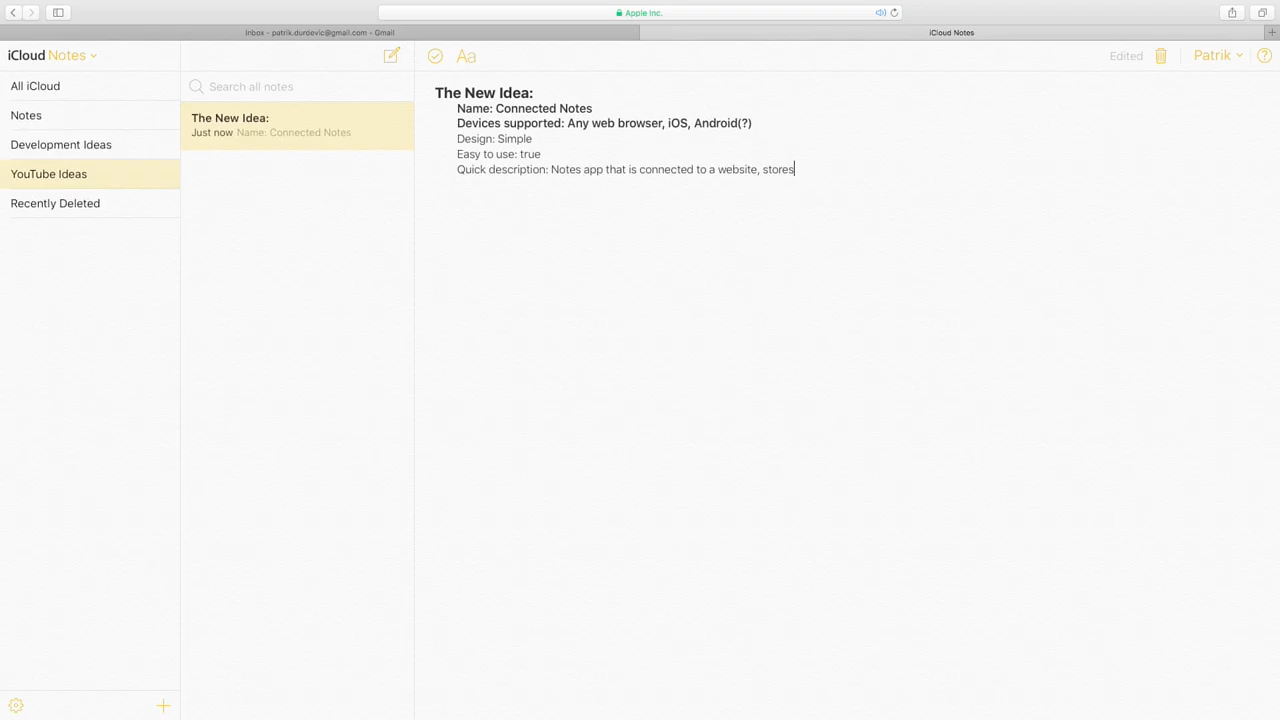 Apple Inc.
Inbox - patrik.durdevic@gmail.com - Gmail
iCloud Notes
iCloud Notes
Edited
Patrik
All iCloud
Notes
Development Ideas
YouTube Ideas
Recently Deleted
Search all notes
The New Idea:
Just now Name: Connected Notes
Aa
The New Idea:
Name: Connected Notes
Devices supported: Any web browser, iOS, Android(?)
Design: Simple
Easy to use: true
Quick description: Notes app that is connected to a website, stores